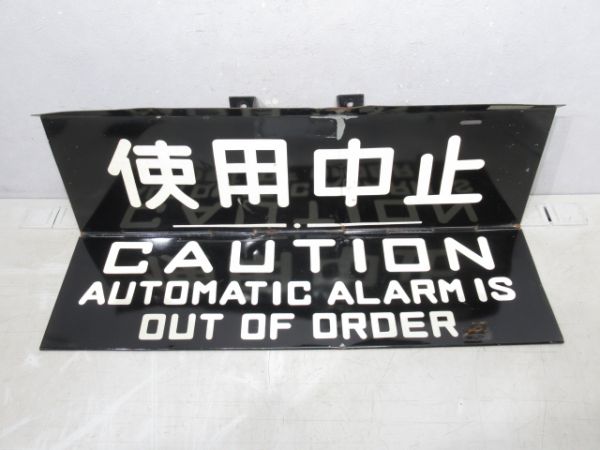 使用中止
CAUTION
AUTOMATIC ALARM IS
OUT OF ORDER